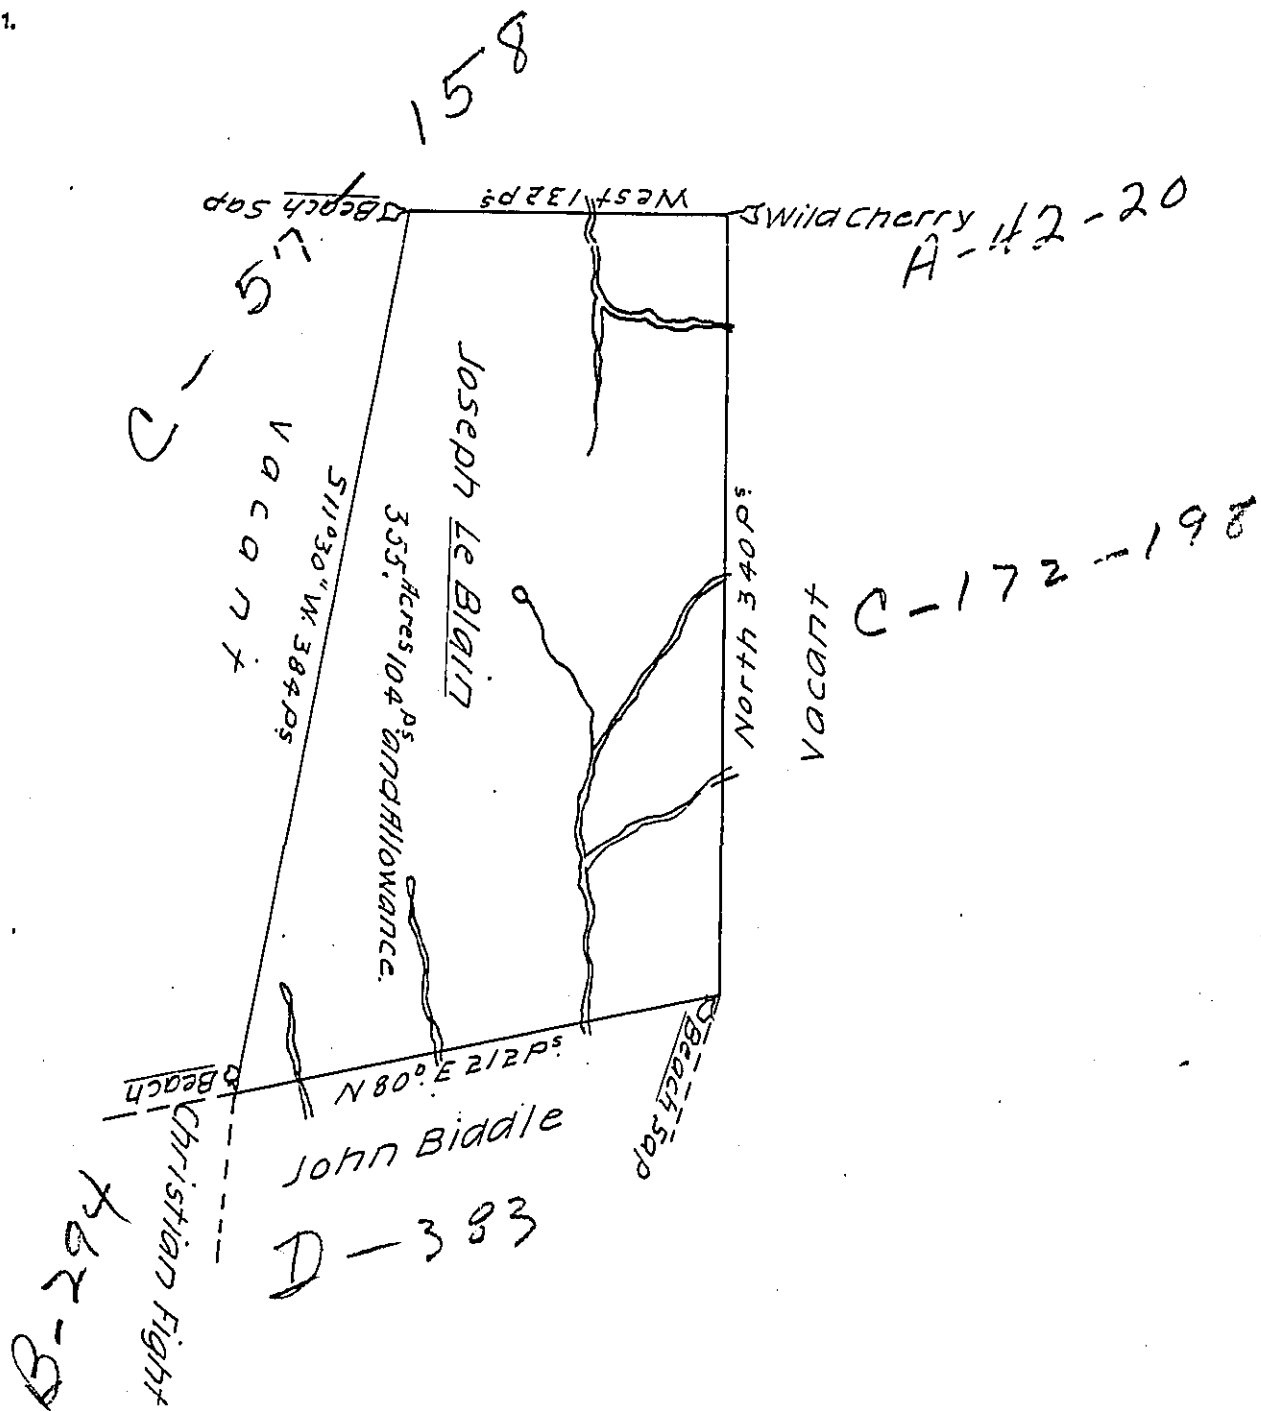 1.
C-57-158
Beach Sap
West 132 ps
Wild Cherry
A-42-20
Vacant
S11°30"W. 384 ps
Joseph Le Blain
355. Acres 104 ps and Allowance.
North 340 ps
Vacant
C-172-198
Beach
N 80° E 212 ps
Beach Sap
Christian Fight
John Biddle
B-294
D-383